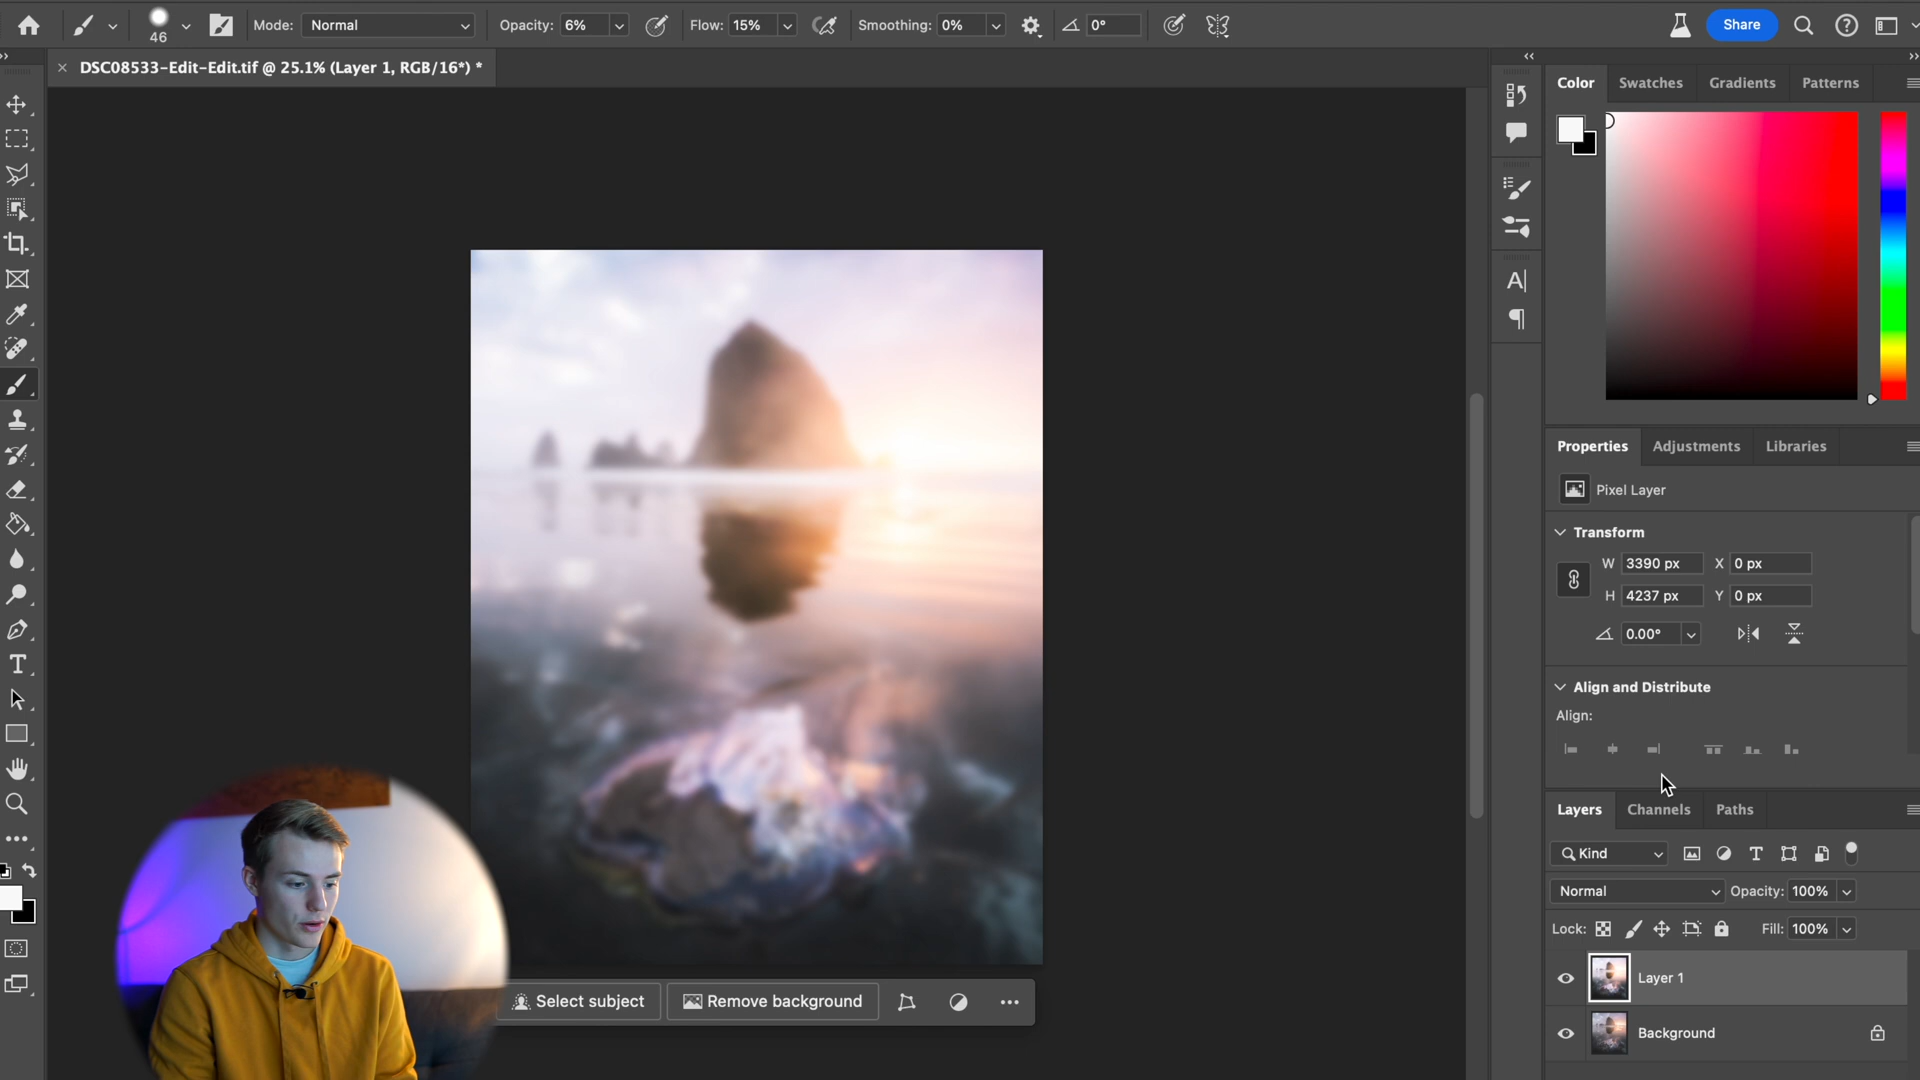 46 Mode: Normal Opacity: 6% Flow: 15% Smoothing: 0% 0° Share
DSC08533-Edit-Edit.tif @ 25.1% (Layer 1, RGB/16*) *
Color Swatches Gradients Patterns
Properties Adjustments Libraries
Pixel Layer
Transform
W 3390 px X 0 px
H 4237 px Y 0 px
0.00°
Align and Distribute
Align:
Layers Channels Paths
Kind
Normal Opacity: 100%
Lock: Fill: 100%
Layer 1
Background
Select subject Remove background